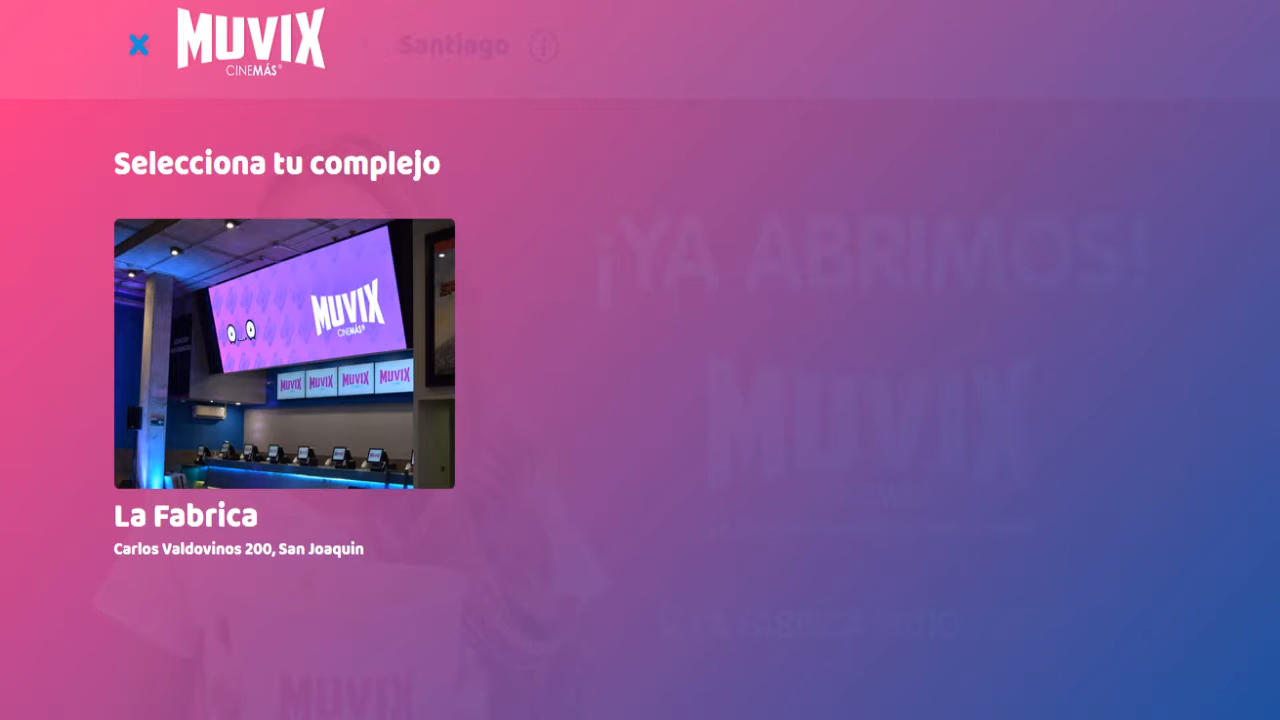 MUVIX
CINEMÁS®
Santiago
Selecciona tu complejo
¡YA ABRIMOS!
MUVIX
CINEMÁS®
MUVIX
MUVIX
MUVIX
MUVIX
MUVIX
La Fabrica
Carlos Valdovinos 200, San Joaquin
MUVIX